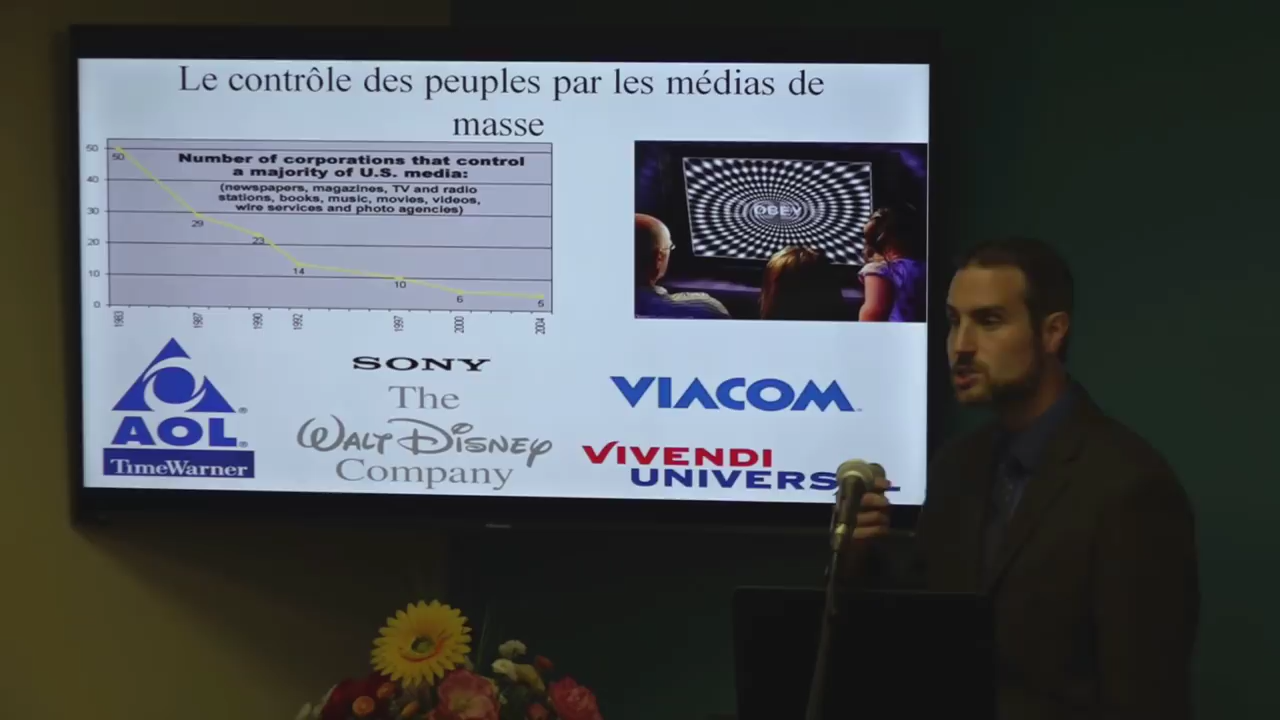 Le contrôle des peuples par les médias de
masse
Number of corporations that control
a majority of U.S. media:
(newspapers, magazines, TV and radio
stations, books, music, movies, videos,
wire services and photo agencies)
50
40
30
20
10
0
50
29
23
14
10
6
5
1983
1987
1990
1992
1997
2000
2004
OBEY
AOL
TimeWarner
SONY
The
WALT DISNEY
Company
VIACOM
VIVENDI
UNIVERSAL